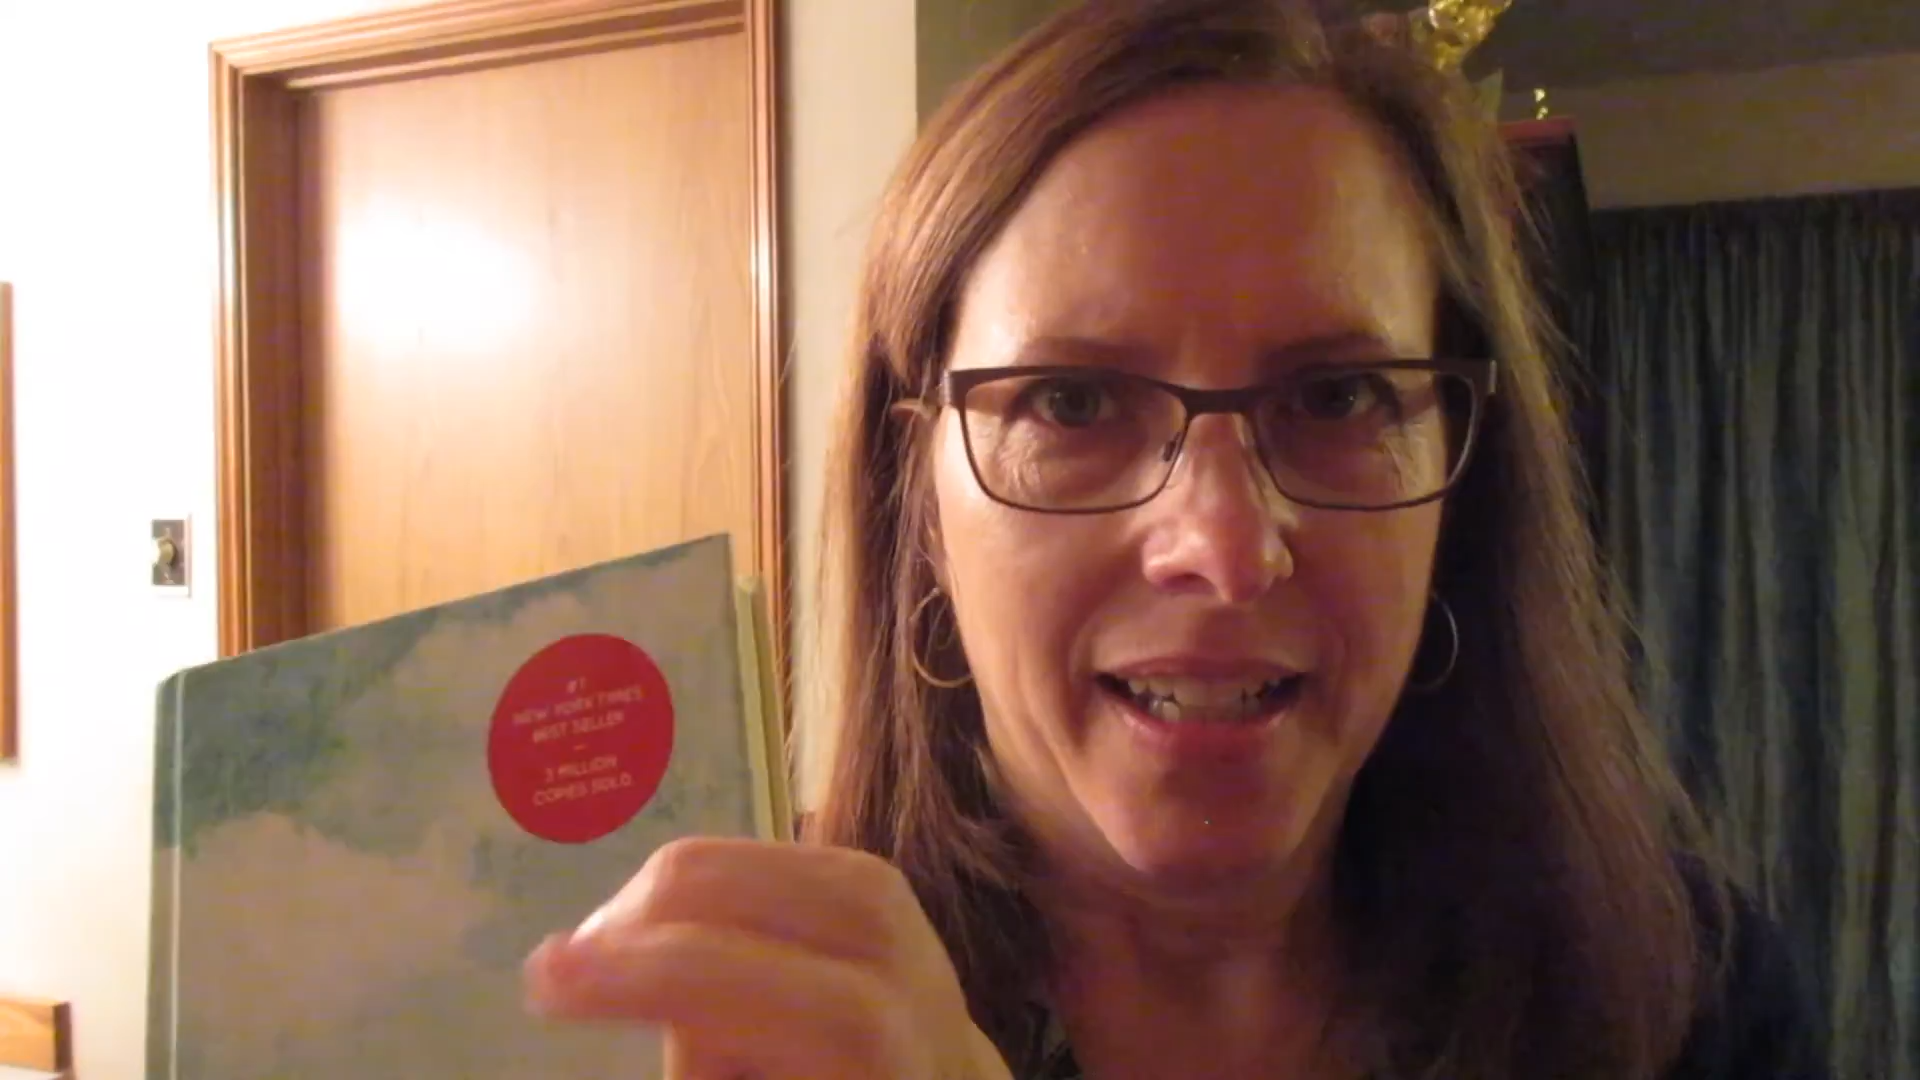 #1
NEW YORK TIMES
BEST SELLER
—
3 MILLION
COPIES SOLD